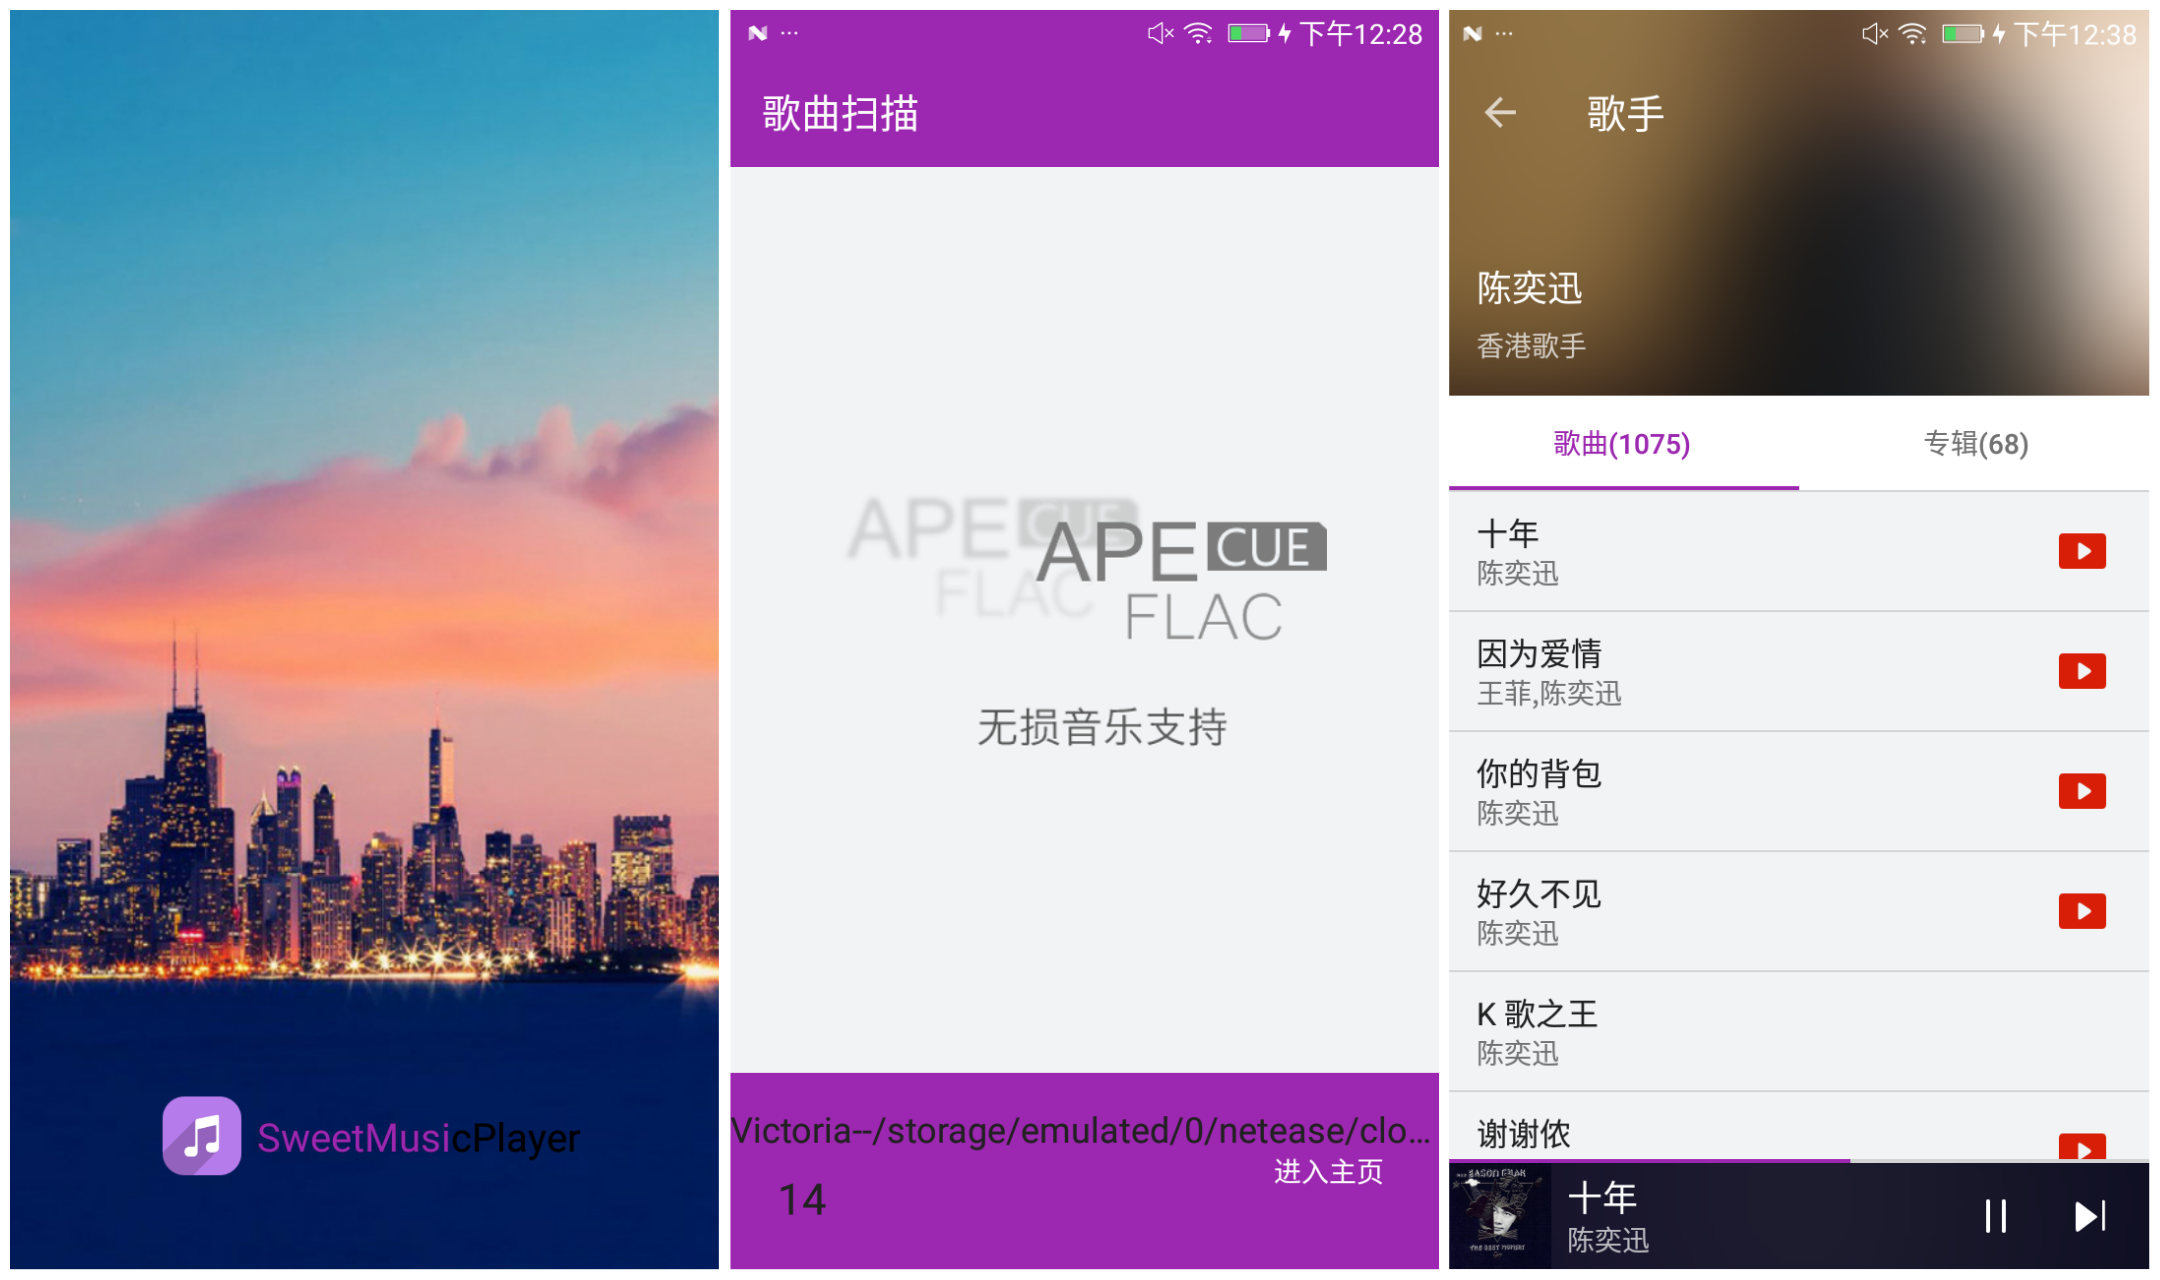 SweetMusicPlayer
下午12:28
歌曲扫描
APE CUE
FLAC
APE CUE
FLAC
无损音乐支持
Victoria--/storage/emulated/0/netease/clo...
进入主页
14
下午12:38
歌手
陈奕迅
香港歌手
歌曲(1075)
专辑(68)
十年
陈奕迅
因为爱情
王菲,陈奕迅
你的背包
陈奕迅
好久不见
陈奕迅
K 歌之王
陈奕迅
谢谢侬
THE BEST MOMENT
十年
陈奕迅